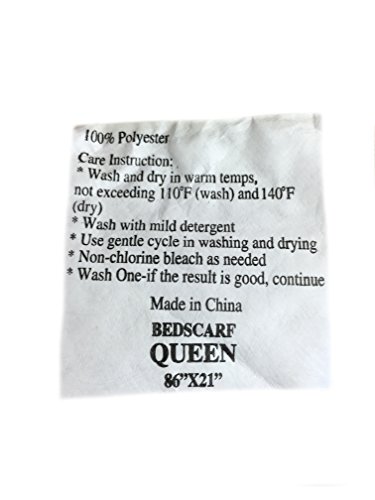 100% Polyester
Care Instruction:
* Wash and dry in warm temps,
not exceeding 110°F (wash) and 140°F
(dry)
* Wash with mild detergent
* Use gentle cycle in washing and drying
* Non-chlorine bleach as needed
* Wash One-if the result is good, continue
Made in China
BEDSCARF
QUEEN
86”X21”